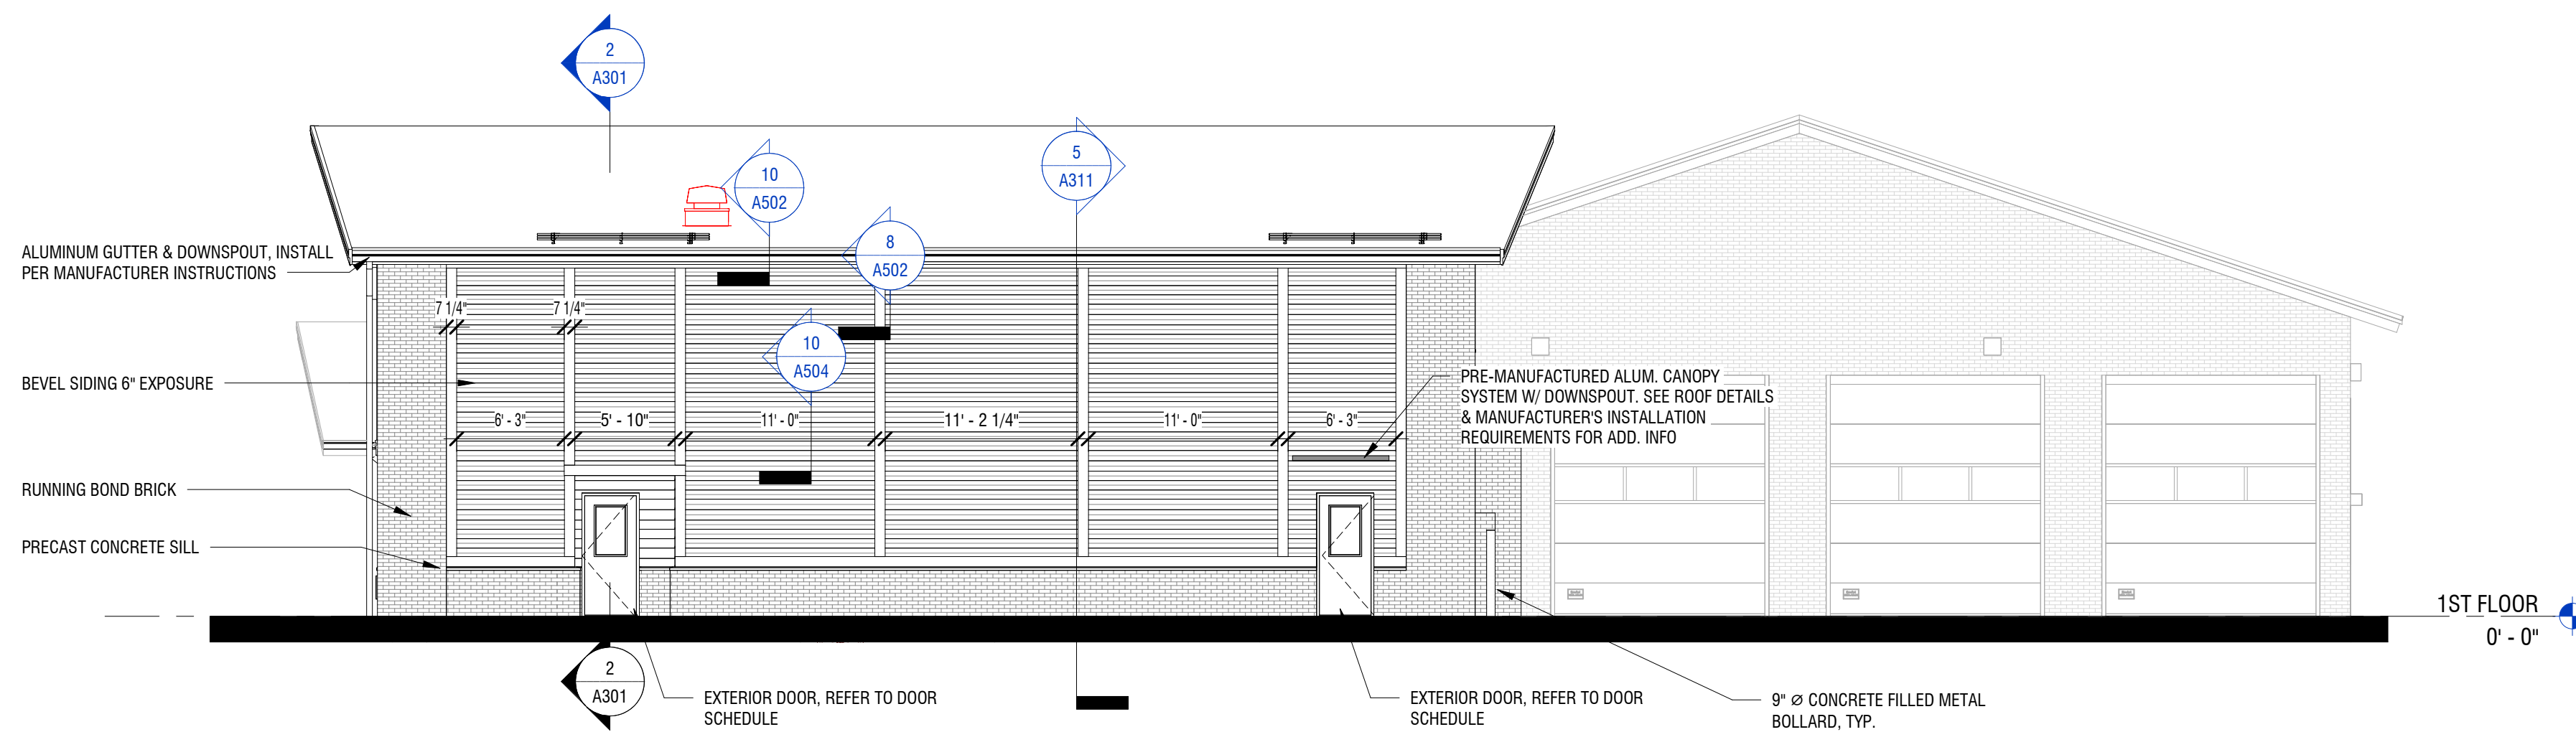 2
A301
10
A502
5
A311
8
A502
ALUMINUM GUTTER & DOWNSPOUT, INSTALL
PER MANUFACTURER INSTRUCTIONS
7 1/4"
7 1/4"
10
A504
BEVEL SIDING 6" EXPOSURE
PRE-MANUFACTURED ALUM. CANOPY
SYSTEM W/ DOWNSPOUT. SEE ROOF DETAILS
& MANUFACTURER'S INSTALLATION
REQUIREMENTS FOR ADD. INFO
6' - 3"
5' - 10"
11' - 0"
11' - 2 1/4"
11' - 0"
6' - 3"
RUNNING BOND BRICK
PRECAST CONCRETE SILL
1ST FLOOR
0' - 0"
2
A301
EXTERIOR DOOR, REFER TO DOOR
SCHEDULE
EXTERIOR DOOR, REFER TO DOOR
SCHEDULE
9" ⌀ CONCRETE FILLED METAL
BOLLARD, TYP.